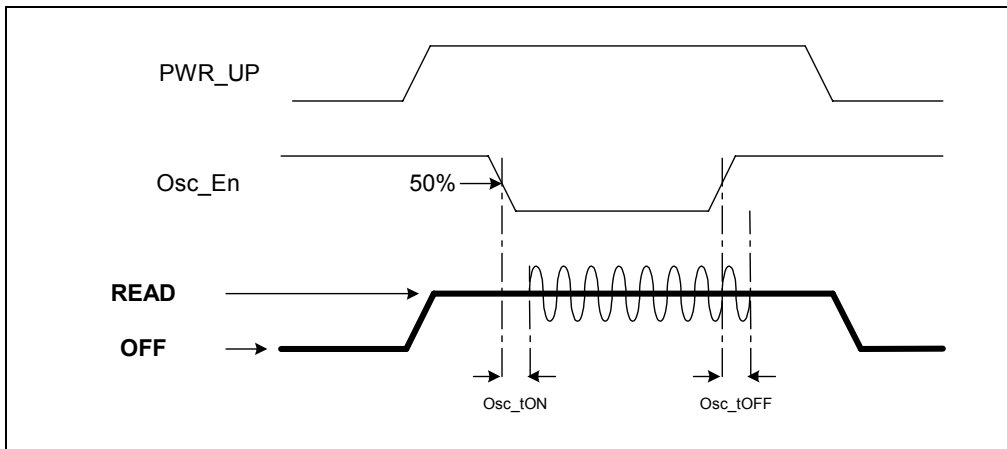 PWR_UP
Osc_En
50%
READ
OFF
Osc_tON
Osc_tOFF